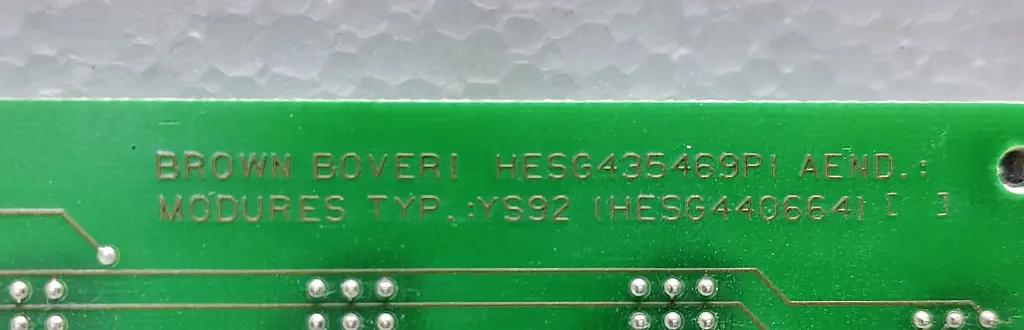 BROWN BOVERI HESG435469P1 AEND.:
MODURES TYP.:YS92 (HESG440664) [ ]